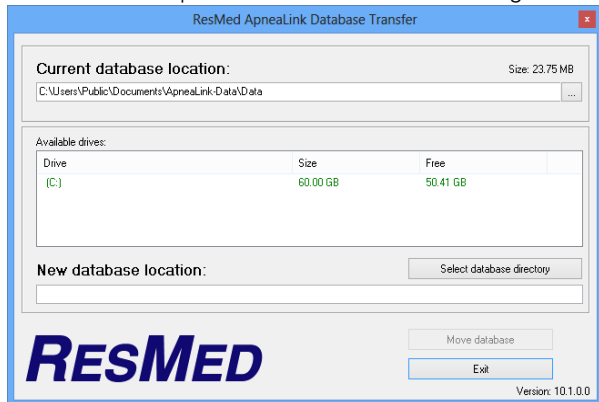 ResMed ApneaLink Database Transfer
x
Current database location:
Size: 23.75 MB
C:\Users\Public\Documents\ApneaLink-Data\Data
...
Available drives:
Drive Size Free
(C:) 60.00 GB 50.41 GB
New database location:
Select database directory
RESMED
Move database
Exit
Version: 10.1.0.0